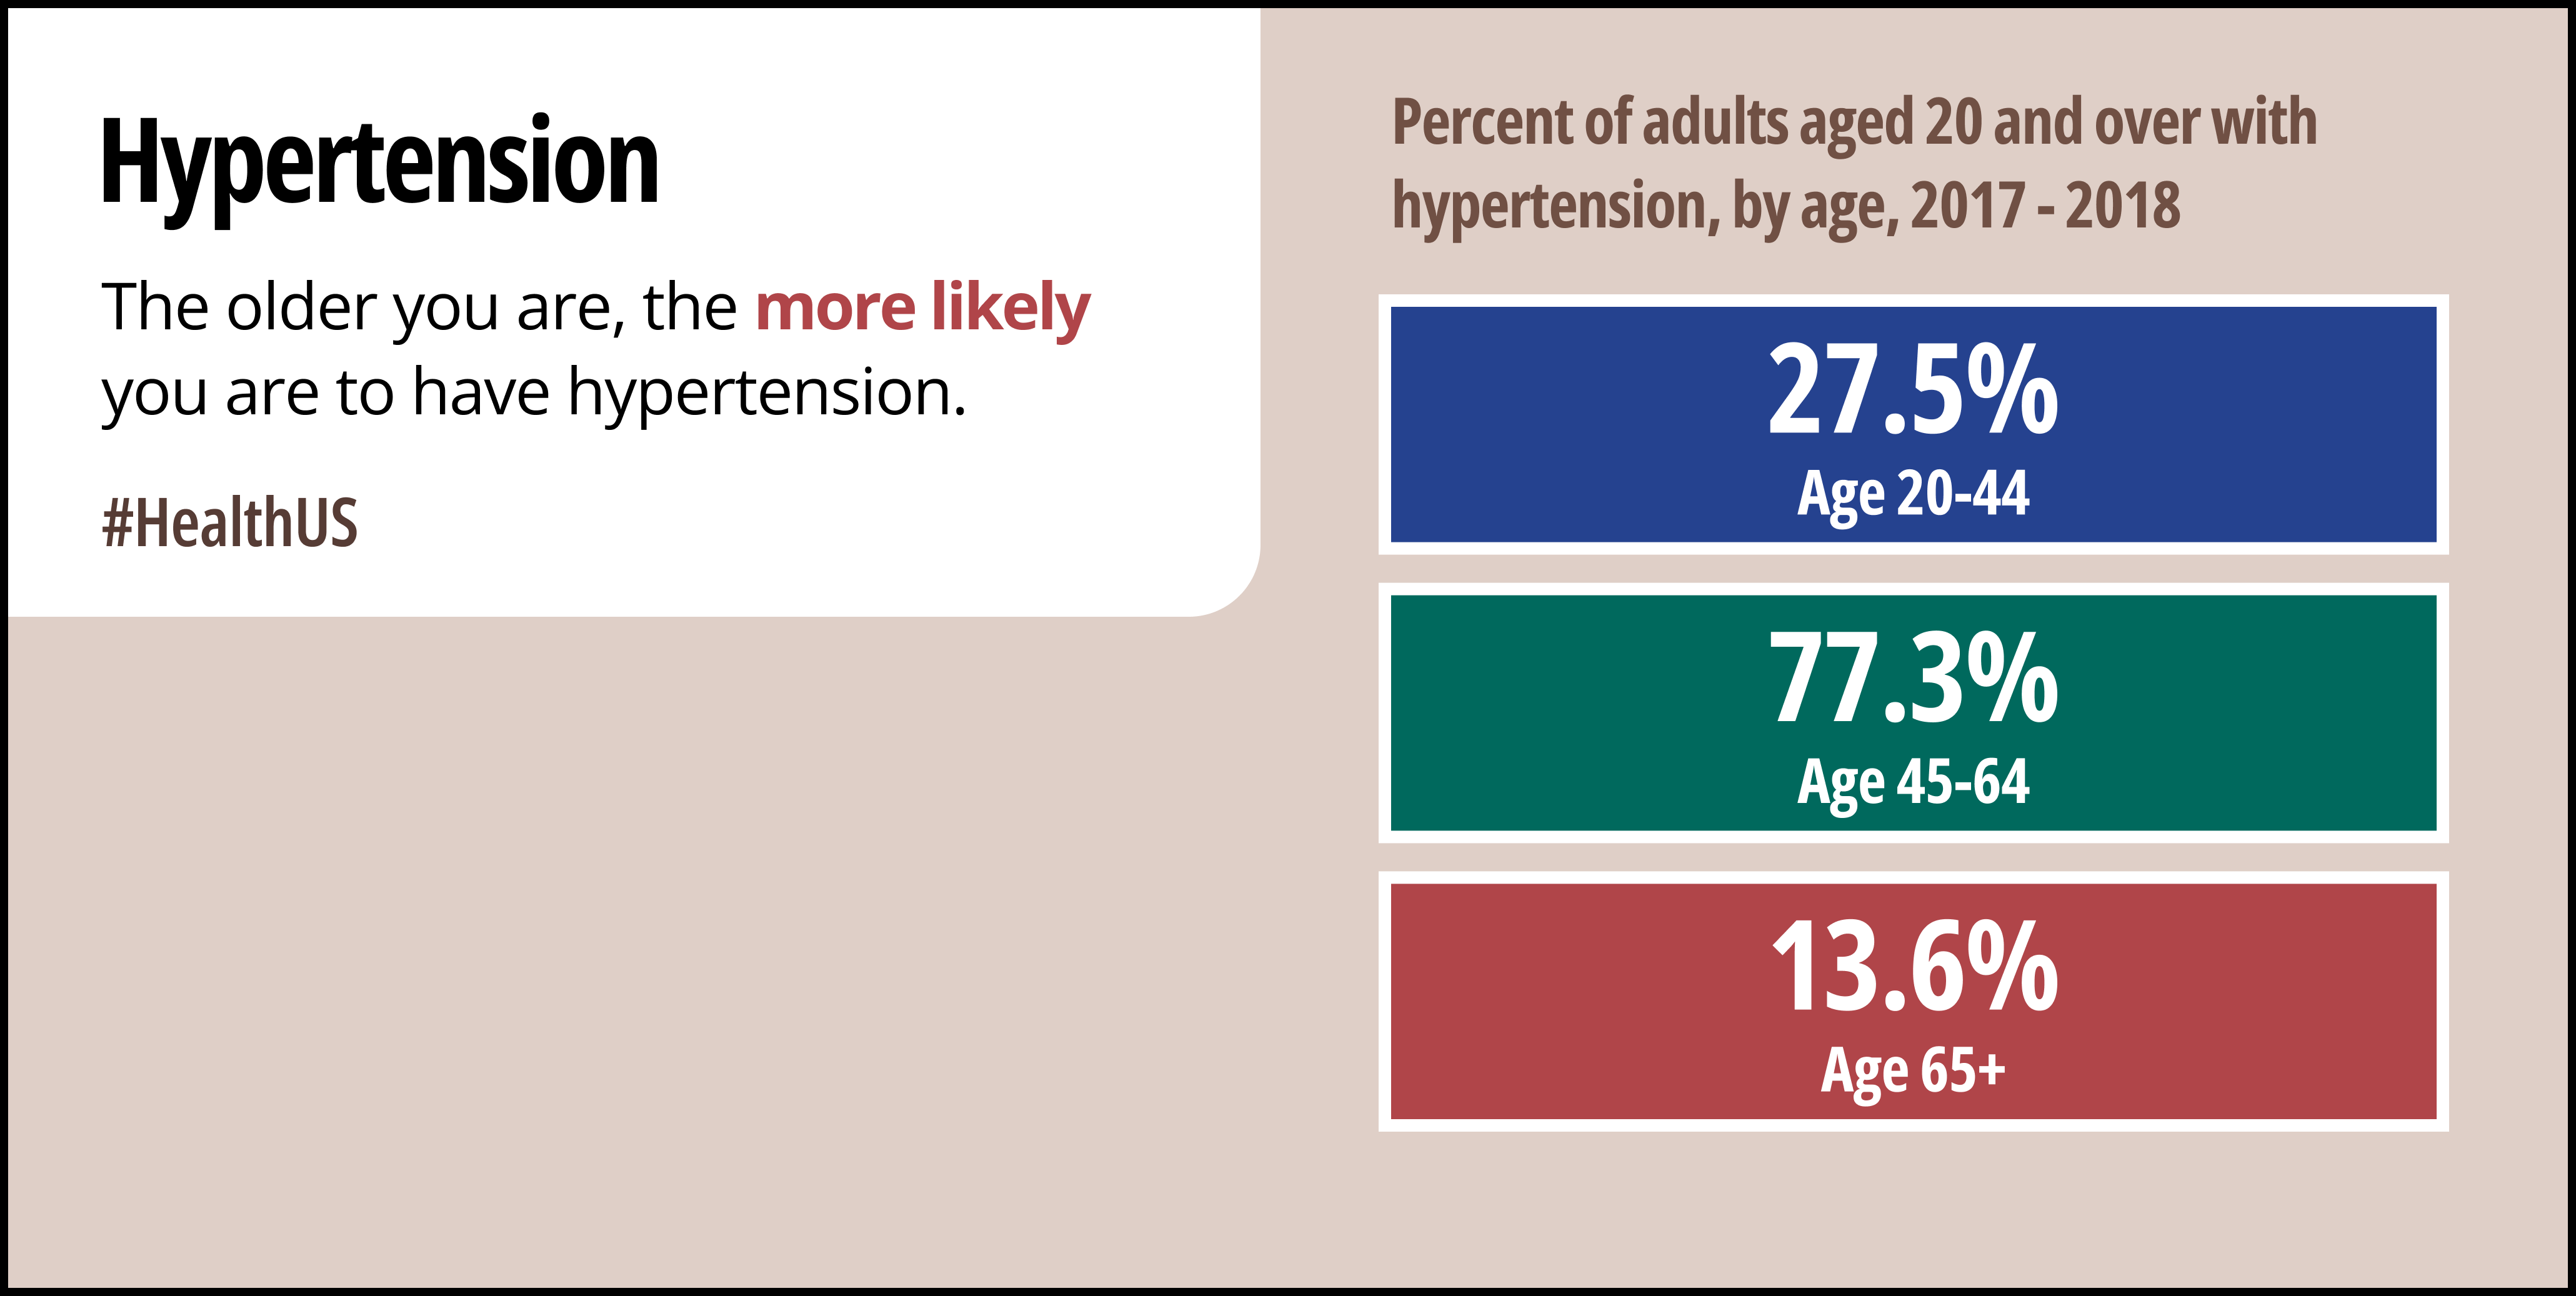 Hypertension
The older you are, the more likely
you are to have hypertension.
#HealthUS
Percent of adults aged 20 and over with
hypertension, by age, 2017 - 2018
27.5%
Age 20-44
77.3%
Age 45-64
13.6%
Age 65+